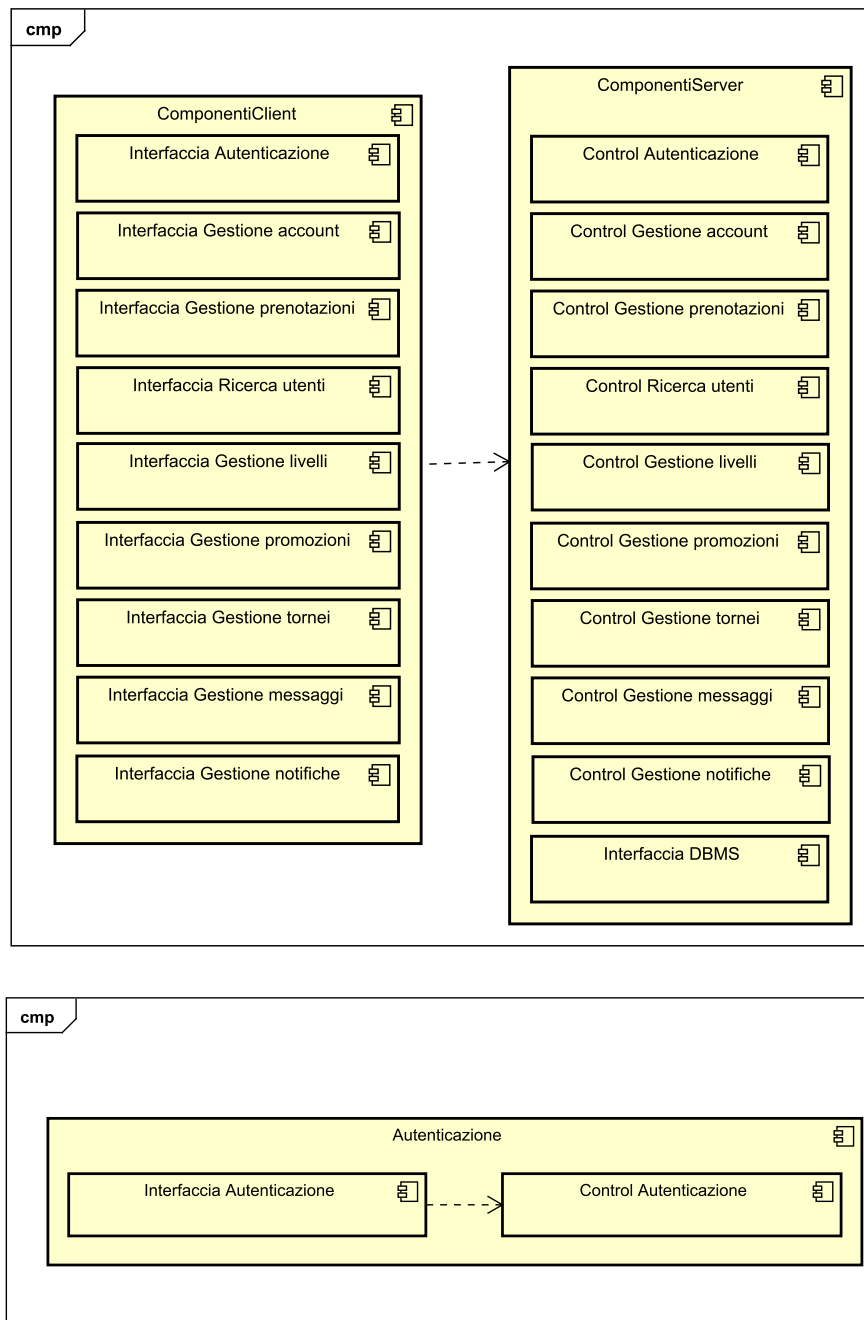 cmp
ComponentiClient
Interfaccia Autenticazione
Interfaccia Gestione account
Interfaccia Gestione prenotazioni
Interfaccia Ricerca utenti
Interfaccia Gestione livelli
Interfaccia Gestione promozioni
Interfaccia Gestione tornei
Interfaccia Gestione messaggi
Interfaccia Gestione notifiche
ComponentiServer
Control Autenticazione
Control Gestione account
Control Gestione prenotazioni
Control Ricerca utenti
Control Gestione livelli
Control Gestione promozioni
Control Gestione tornei
Control Gestione messaggi
Control Gestione notifiche
Interfaccia DBMS
cmp
Autenticazione
Interfaccia Autenticazione
Control Autenticazione